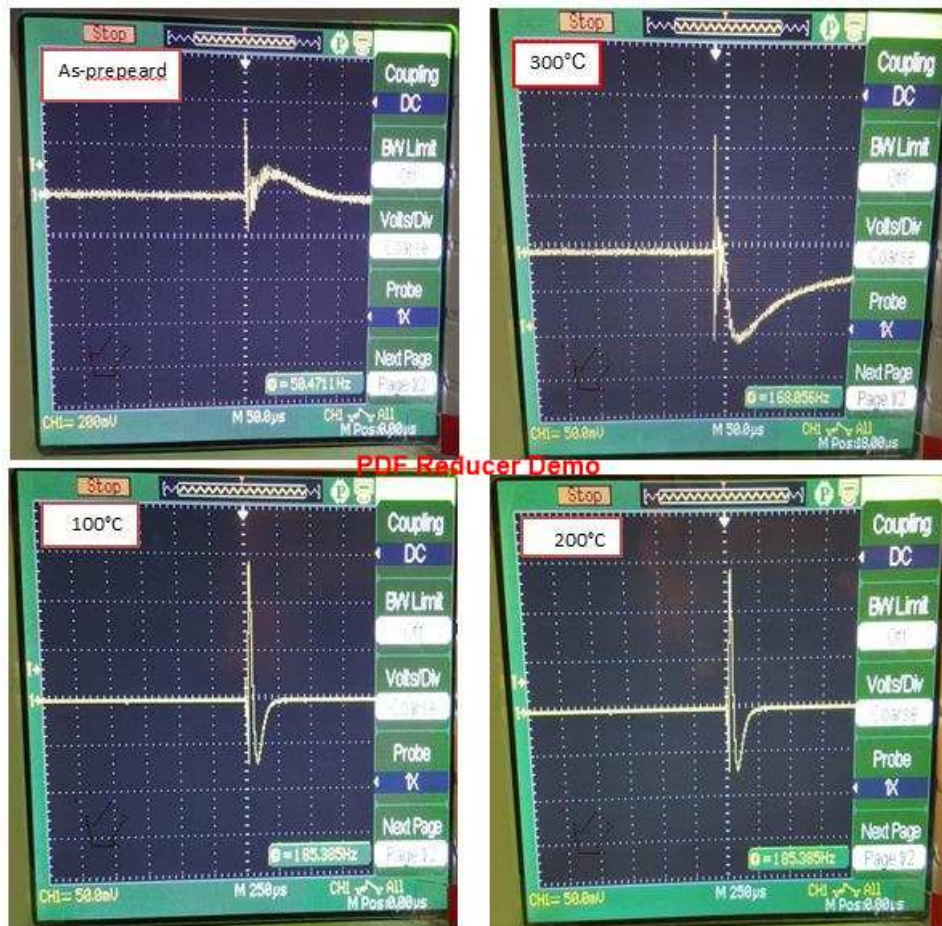 Stop
As-prepeard
Coupling
DC
BW Limit
Off
Volts/Div
Coarse
Probe
1X
Next Page
Page 1/2
=50.4711Hz
CH1= 200mV
M 50.0µs
CH1
All
M Pos:0.00µs
Stop
300°C
Coupling
DC
BW Limit
Off
Volts/Div
Coarse
Probe
1X
Next Page
Page 1/2
=168.056Hz
CH1= 50.0mV
M 50.0µs
CH1
All
M Pos:18.00µs
PDF Reducer Demo
Stop
100°C
Coupling
DC
BW Limit
Off
Volts/Div
Coarse
Probe
1X
Next Page
Page 1/2
=185.385Hz
CH1= 50.0mV
M 250µs
CH1
All
M Pos:0.00µs
Stop
200°C
Coupling
DC
BW Limit
Off
Volts/Div
Coarse
Probe
1X
Next Page
Page 1/2
=185.385Hz
CH1= 50.0mV
M 250µs
CH1
All
M Pos:0.00µs